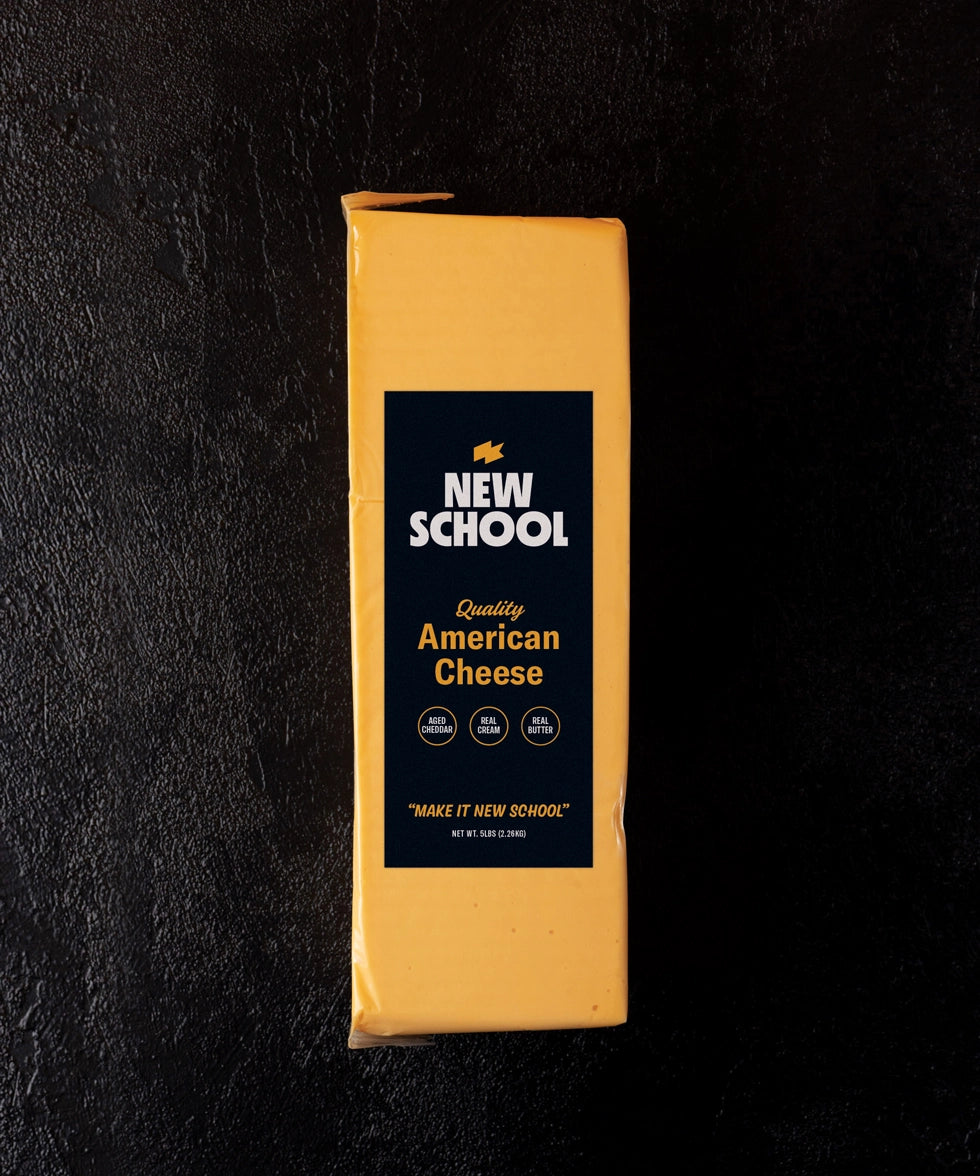 NEW
SCHOOL
Quality
American
Cheese
AGED
CHEDDAR
REAL
CREAM
REAL
BUTTER
“MAKE IT NEW SCHOOL”
NET WT. 5LBS (2.26KG)